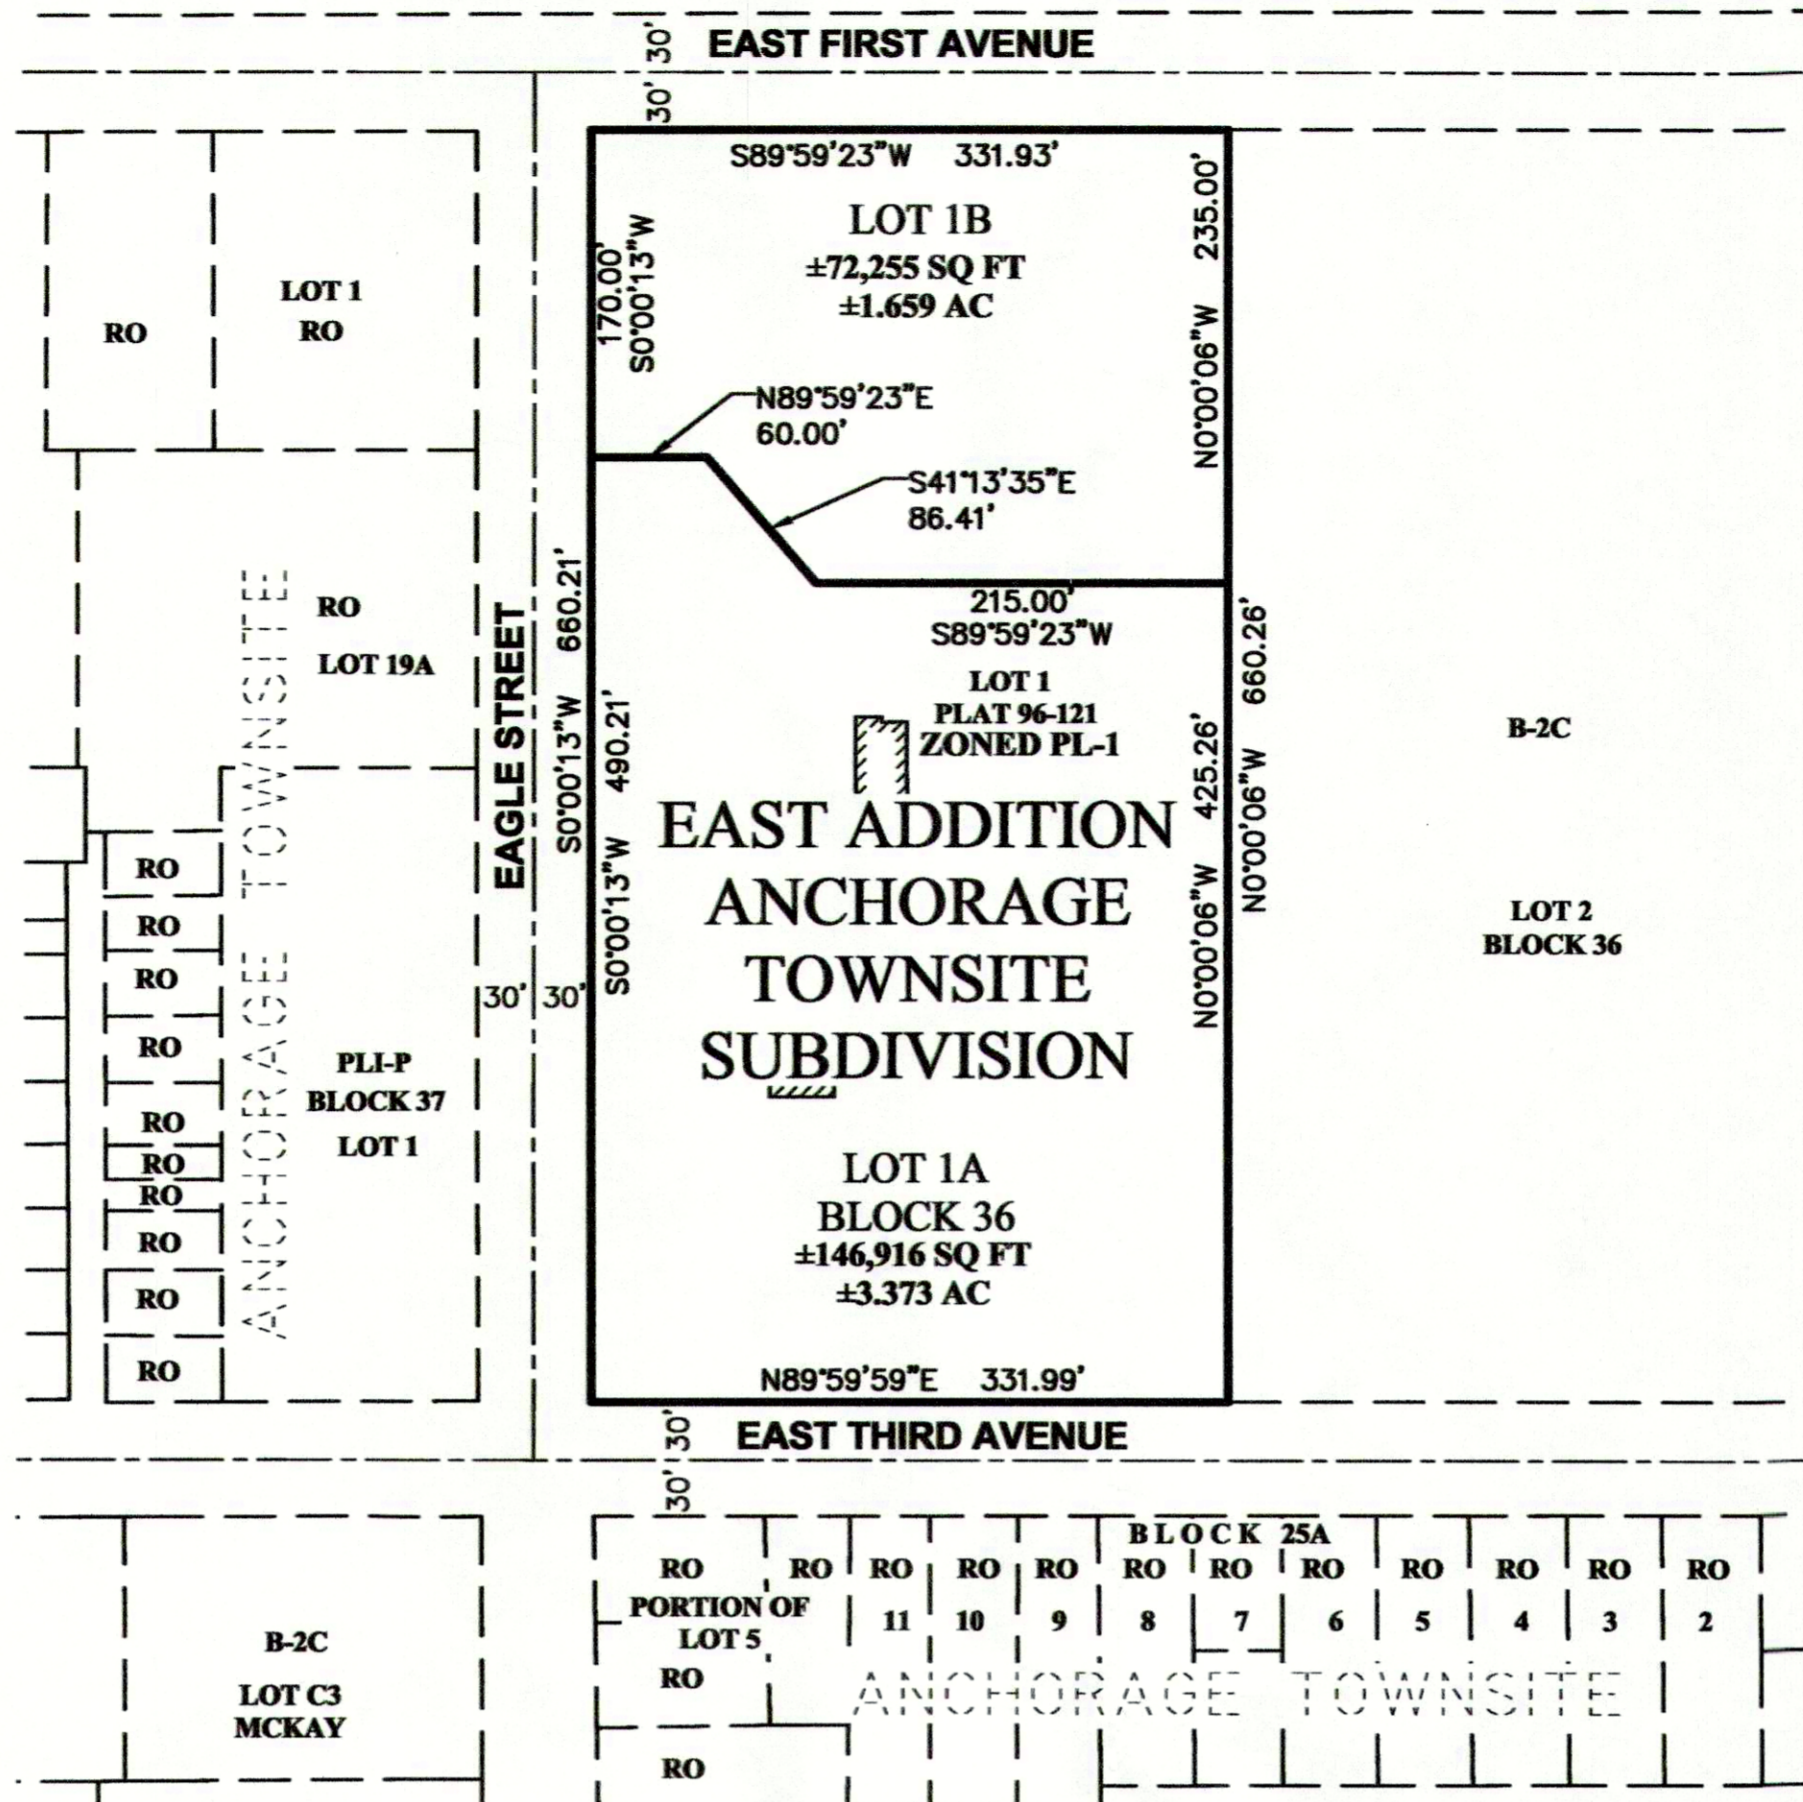 30'
EAST FIRST AVENUE
30'
S89°59'23"W 331.93'
LOT 1B
±72,255 SQ FT
±1.659 AC
170.00'
S0°00'13"W
235.00'
N0°00'06"W
N89°59'23"E
60.00'
S41°13'35"E
86.41'
215.00'
S89°59'23"W
LOT 1
RO
RO
RO
LOT 19A
ANCHORAGE TOWNSITE
EAGLE STREET
S0°00'13"W 660.21'
S0°00'13"W 490.21'
LOT 1
PLAT 96-121
ZONED PL-1
N0°00'06"W 425.26'
N0°00'06"W 660.26'
B-2C
LOT 2
BLOCK 36
EAST ADDITION
ANCHORAGE
TOWNSITE
SUBDIVISION
30' 30'
RO
RO
RO
RO
RO
RO
RO
RO
RO
RO
PLI-P
BLOCK 37
LOT 1
LOT 1A
BLOCK 36
±146,916 SQ FT
±3.373 AC
N89°59'59"E 331.99'
30'
EAST THIRD AVENUE
30'
BLOCK 25A
RO RO RO RO RO RO RO RO RO RO RO RO
PORTION OF
LOT 5
11 10 9 8 7 6 5 4 3 2
RO
ANCHORAGE TOWNSITE
RO
B-2C
LOT C3
MCKAY